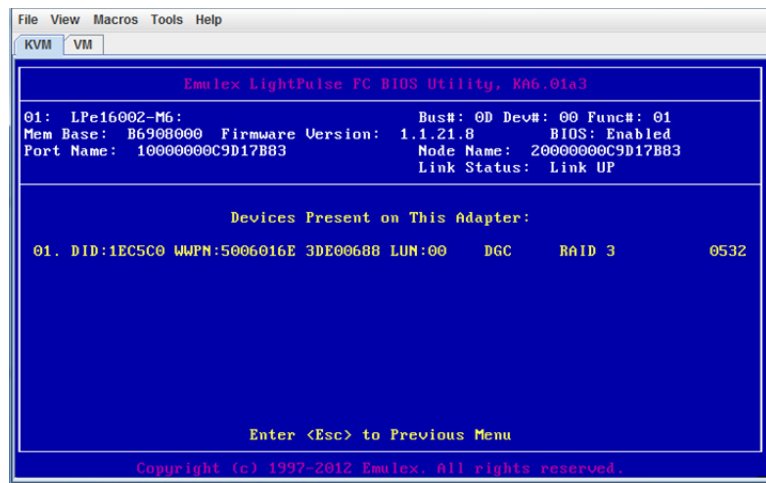 File View Macros Tools Help
KVM VM
Emulex LightPulse FC BIOS Utility, KA6.01a3
01: LPe16002-M6: Bus#: 0D Dev#: 00 Func#: 01
Mem Base: B6908000 Firmware Version: 1.1.21.8 BIOS: Enabled
Port Name: 10000000C9D17B83 Node Name: 20000000C9D17B83
Link Status: Link UP
Devices Present on This Adapter:
01. DID:1EC5C0 WWPN:5006016E 3DE00688 LUN:00 DGC RAID 3 0532
Enter <Esc> to Previous Menu
Copyright (c) 1997-2012 Emulex. All rights reserved.